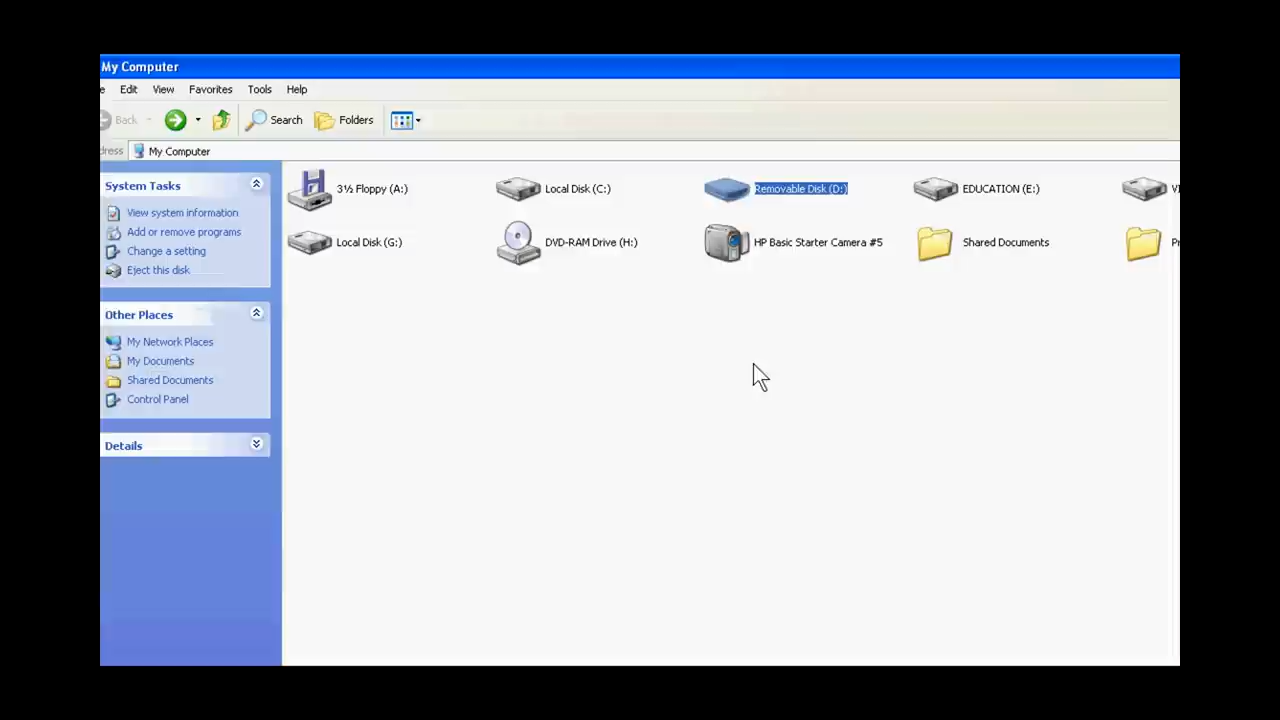 My Computer
e Edit View Favorites Tools Help
Back Search Folders
dress My Computer
System Tasks
View system information
Add or remove programs
Change a setting
Eject this disk
Other Places
My Network Places
My Documents
Shared Documents
Control Panel
Details
3½ Floppy (A:) Local Disk (C:) Removable Disk (D:) EDUCATION (E:)
Local Disk (G:) DVD-RAM Drive (H:) HP Basic Starter Camera #5 Shared Documents